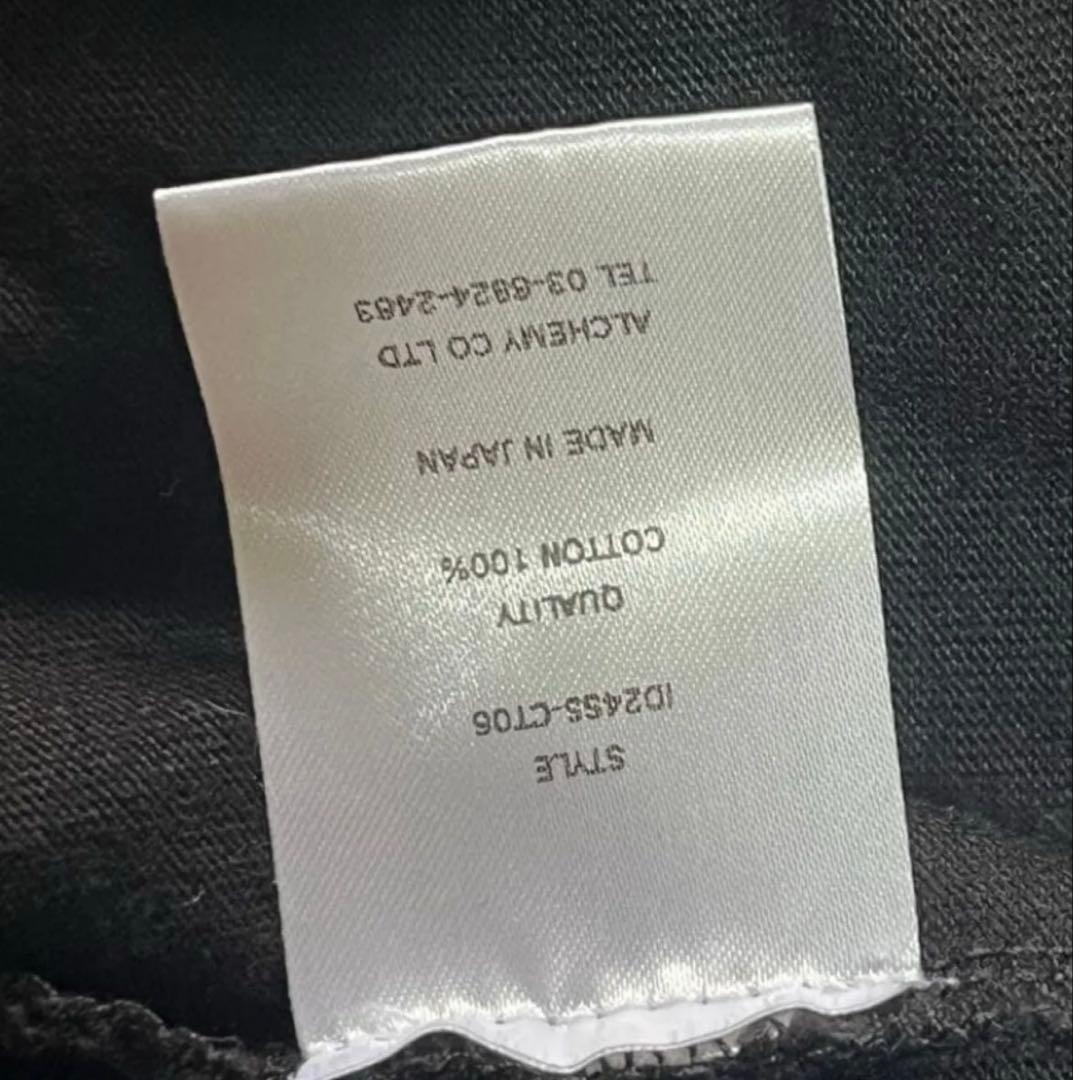 STYLE
ID24SS-CT06
QUALITY
COTTON 100%
MADE IN JAPAN
ALCHEMY CO LTD
TEL 03-6824-2463